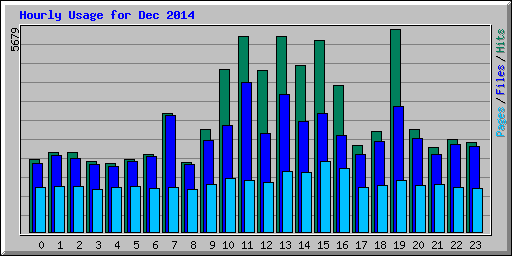 Hourly Usage for Dec 2014
5679
Pages / Files / Hits
0 1 2 3 4 5 6 7 8 9 10 11 12 13 14 15 16 17 18 19 20 21 22 23